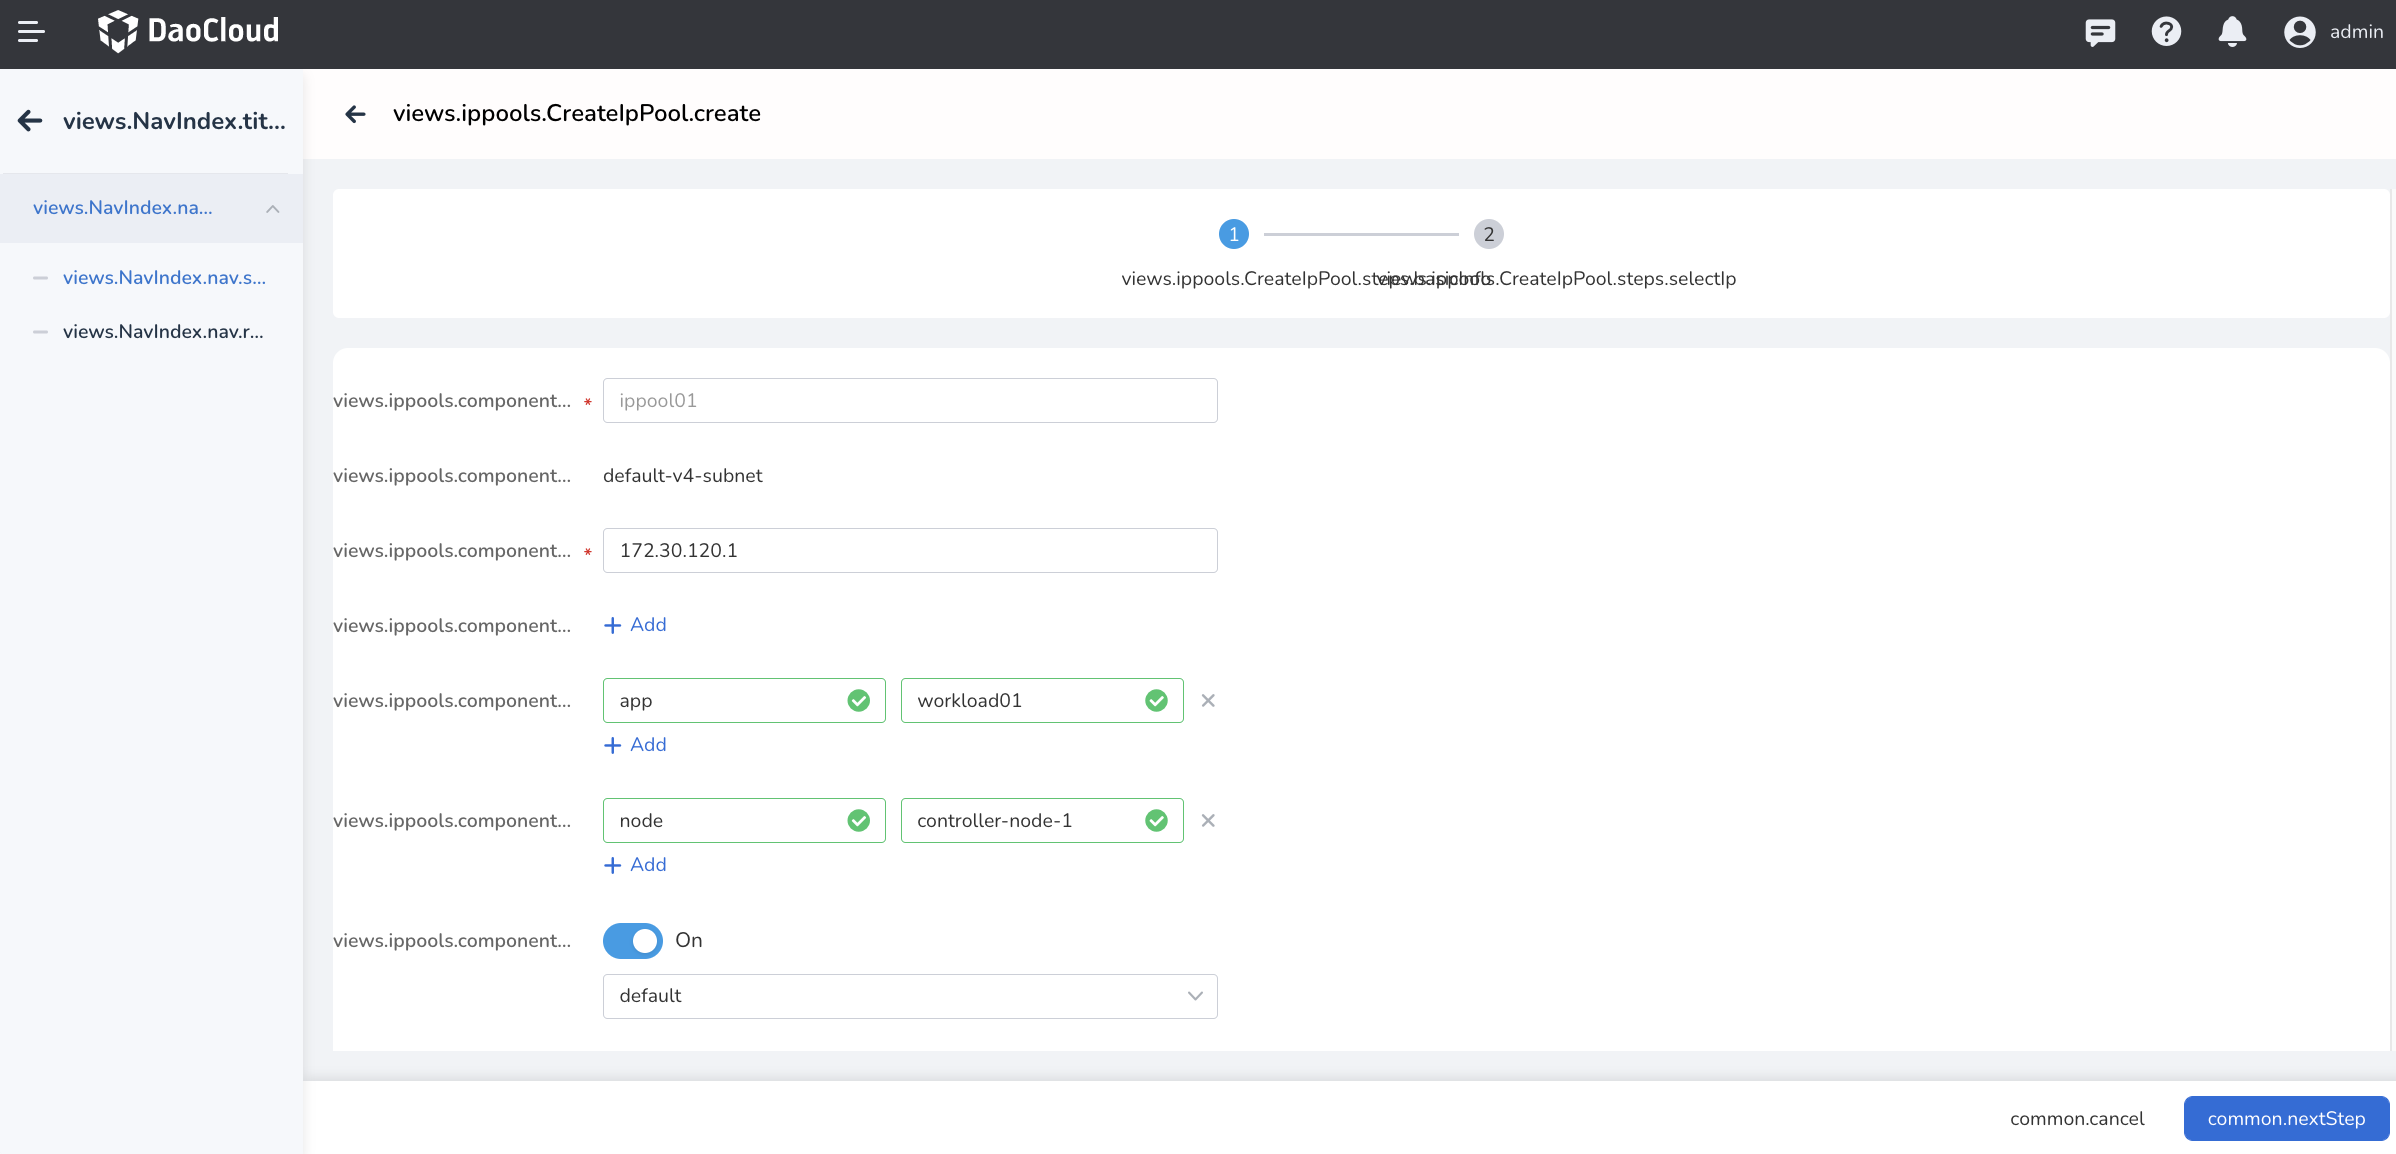 DaoCloud
admin
views.NavIndex.tit...
views.ippools.CreateIpPool.create
views.NavIndex.na...
views.NavIndex.nav.s...
views.NavIndex.nav.r...
1
2
views.ippools.CreateIpPool.steps.basicInfo
views.ippools.CreateIpPool.steps.selectIp
views.ippools.component... *
ippool01
views.ippools.component...
default-v4-subnet
views.ippools.component... *
172.30.120.1
views.ippools.component...
+ Add
views.ippools.component...
app
workload01
+ Add
views.ippools.component...
node
controller-node-1
+ Add
views.ippools.component...
On
default
common.cancel
common.nextStep